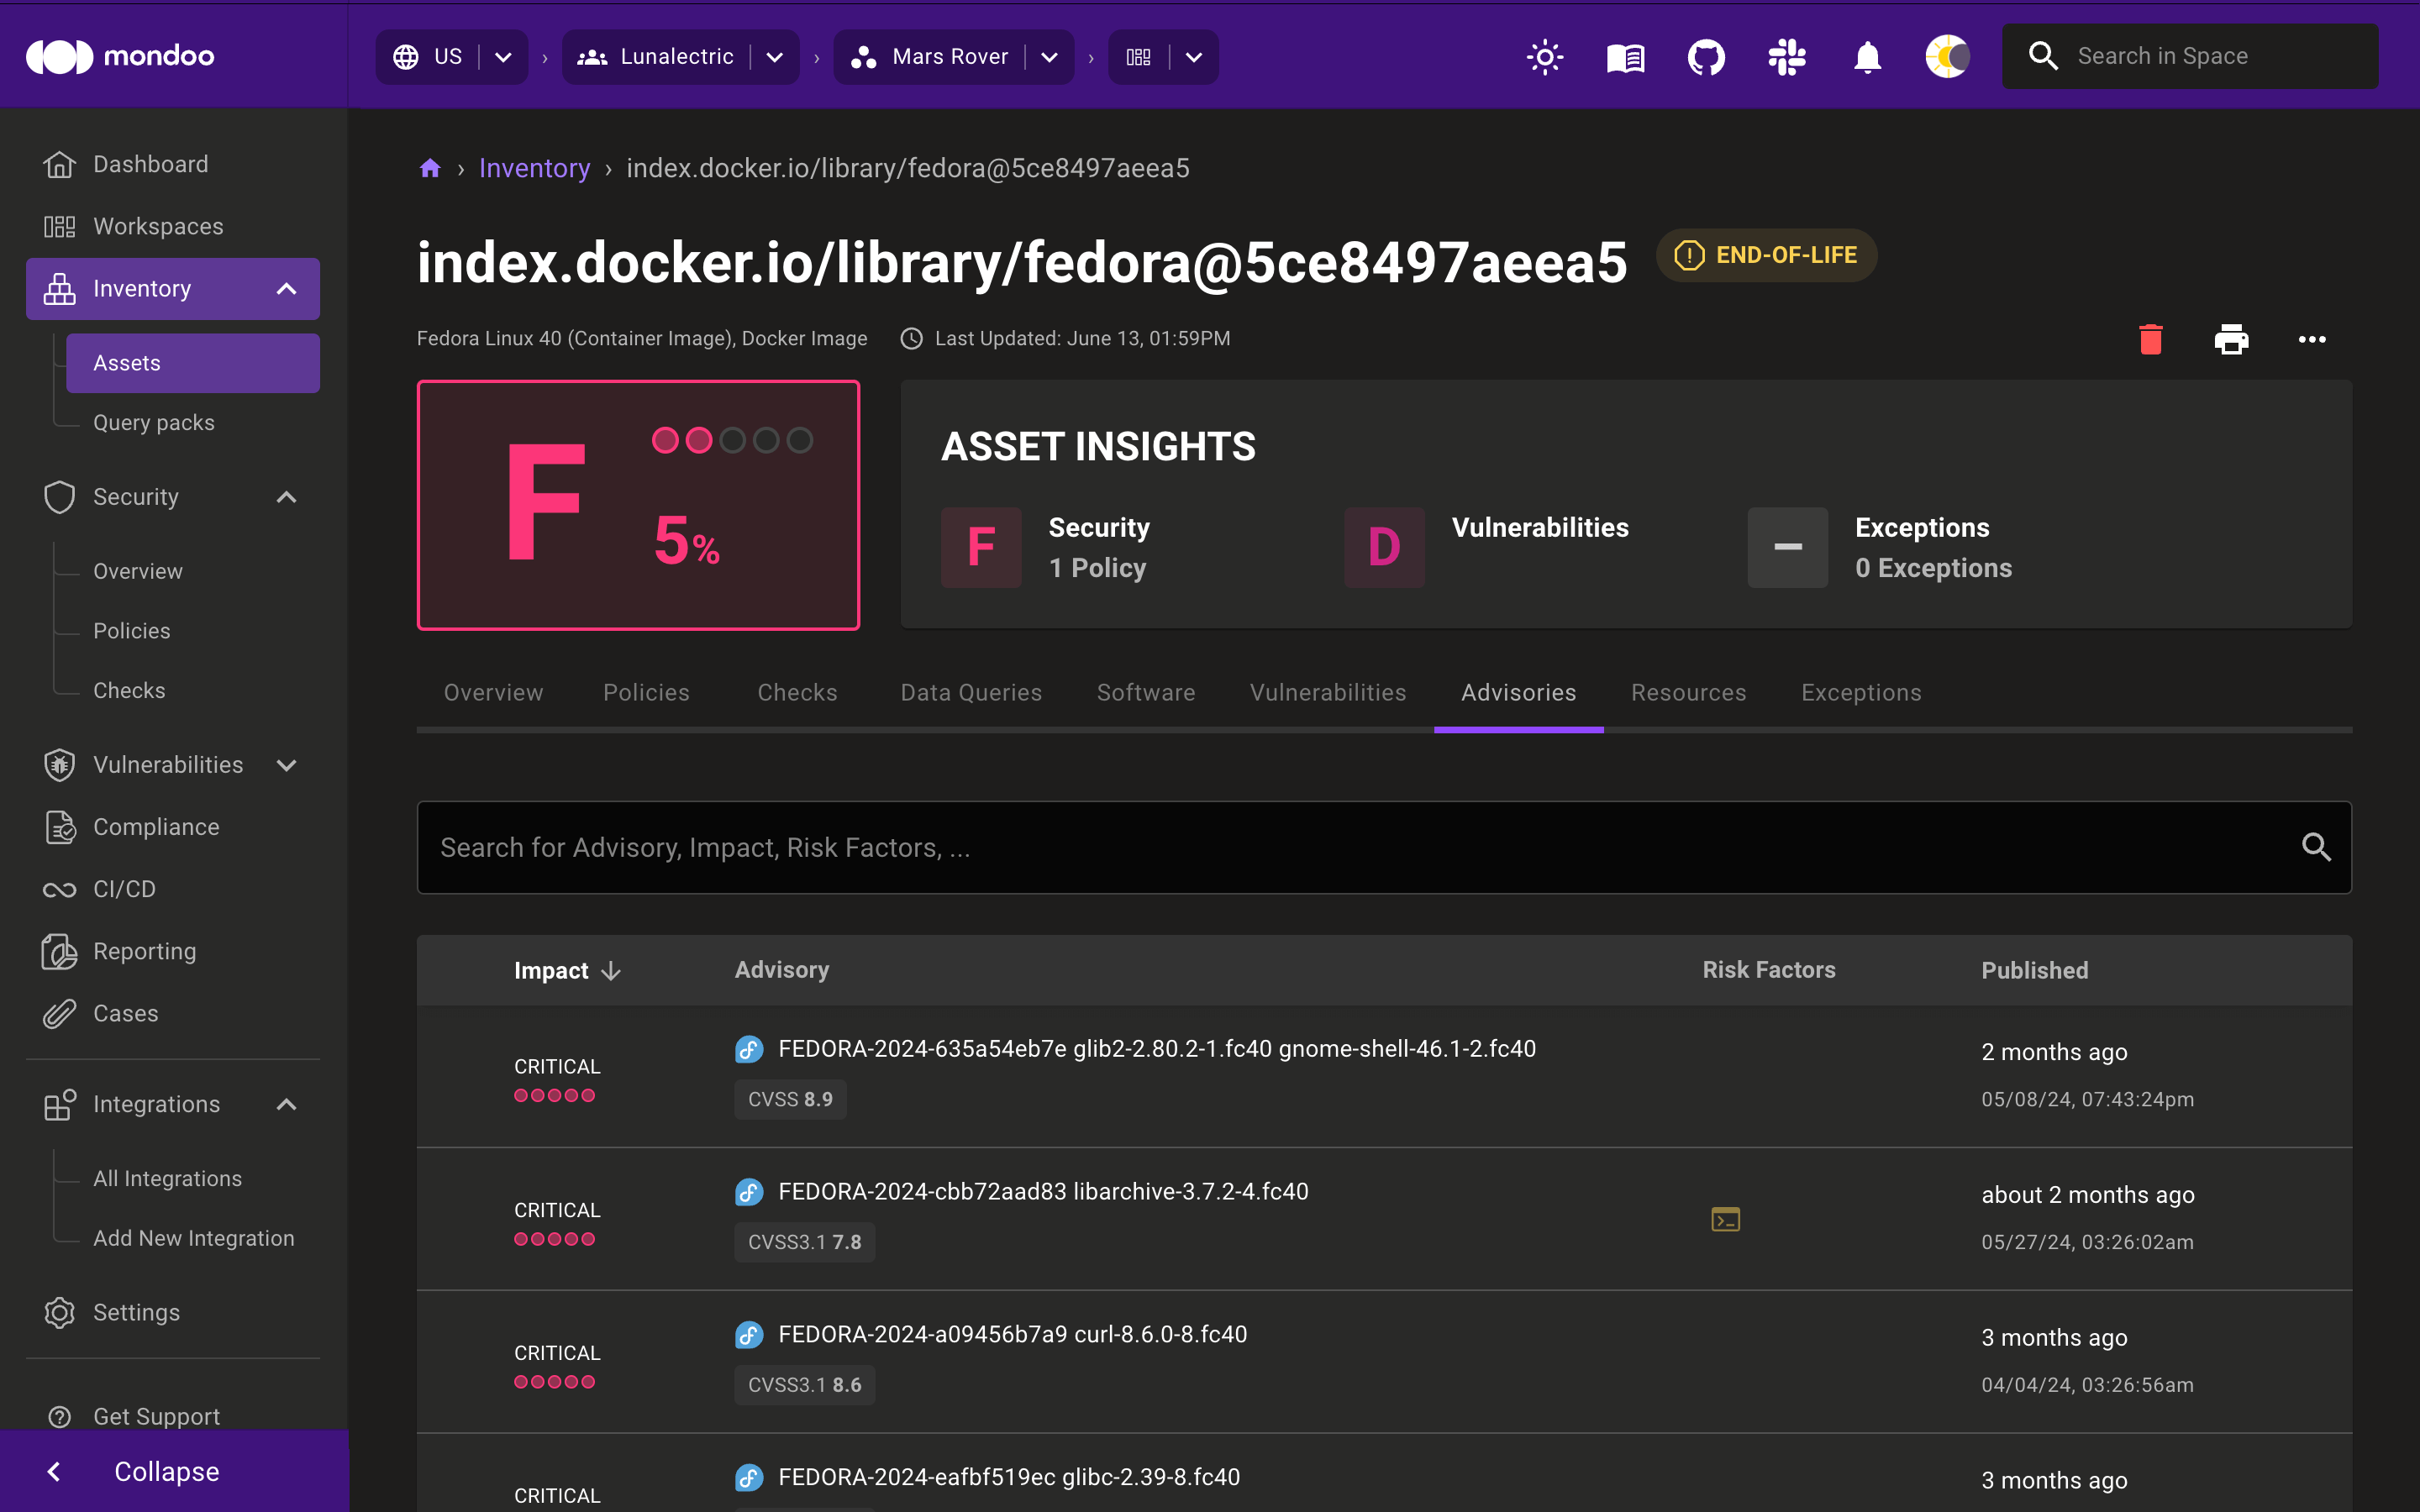 mondoo
US
Lunalectric
Mars Rover
Search in Space
Dashboard
Workspaces
Inventory
Assets
Query packs
Security
Overview
Policies
Checks
Vulnerabilities
Compliance
CI/CD
Reporting
Cases
Integrations
All Integrations
Add New Integration
Settings
Get Support
Collapse
› Inventory › index.docker.io/library/fedora@5ce8497aeea5
index.docker.io/library/fedora@5ce8497aeea5 END-OF-LIFE
Fedora Linux 40 (Container Image), Docker Image Last Updated: June 13, 01:59PM
F
5%
ASSET INSIGHTS
F Security
1 Policy
D Vulnerabilities
Exceptions
0 Exceptions
Overview Policies Checks Data Queries Software Vulnerabilities Advisories Resources Exceptions
Search for Advisory, Impact, Risk Factors, ...
Impact Advisory Risk Factors Published
CRITICAL
FEDORA-2024-635a54eb7e glib2-2.80.2-1.fc40 gnome-shell-46.1-2.fc40
CVSS 8.9
2 months ago
05/08/24, 07:43:24pm
CRITICAL
FEDORA-2024-cbb72aad83 libarchive-3.7.2-4.fc40
CVSS3.1 7.8
about 2 months ago
05/27/24, 03:26:02am
CRITICAL
FEDORA-2024-a09456b7a9 curl-8.6.0-8.fc40
CVSS3.1 8.6
3 months ago
04/04/24, 03:26:56am
CRITICAL
FEDORA-2024-eafbf519ec glibc-2.39-8.fc40
3 months ago